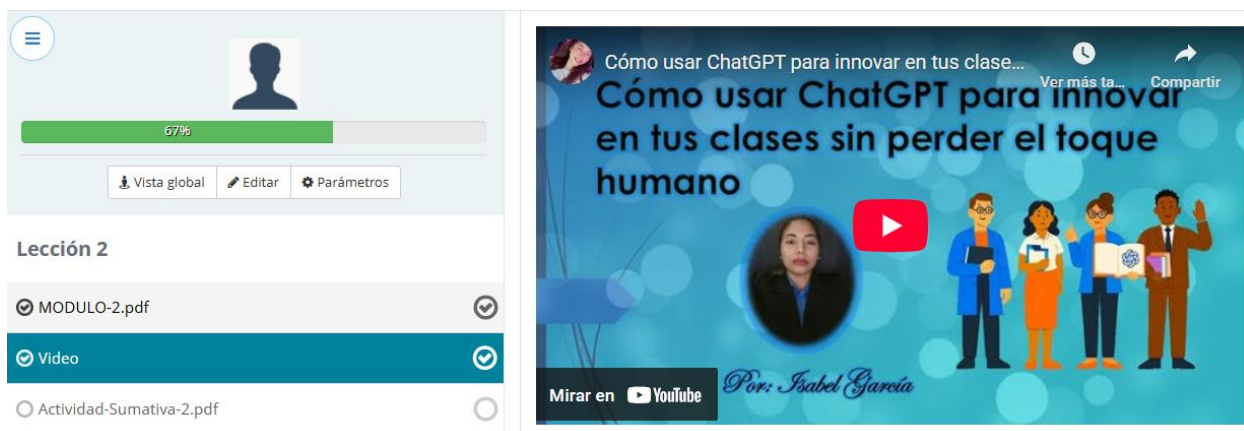 67%
Vista global
Editar
Parámetros
Lección 2
MODULO-2.pdf
Video
Actividad-Sumativa-2.pdf
Cómo usar ChatGPT para innovar en tus clase...
Ver más ta...
Compartir
Cómo usar ChatGPT para innovar
en tus clases sin perder el toque
humano
Por: Isabel García
Mirar en YouTube